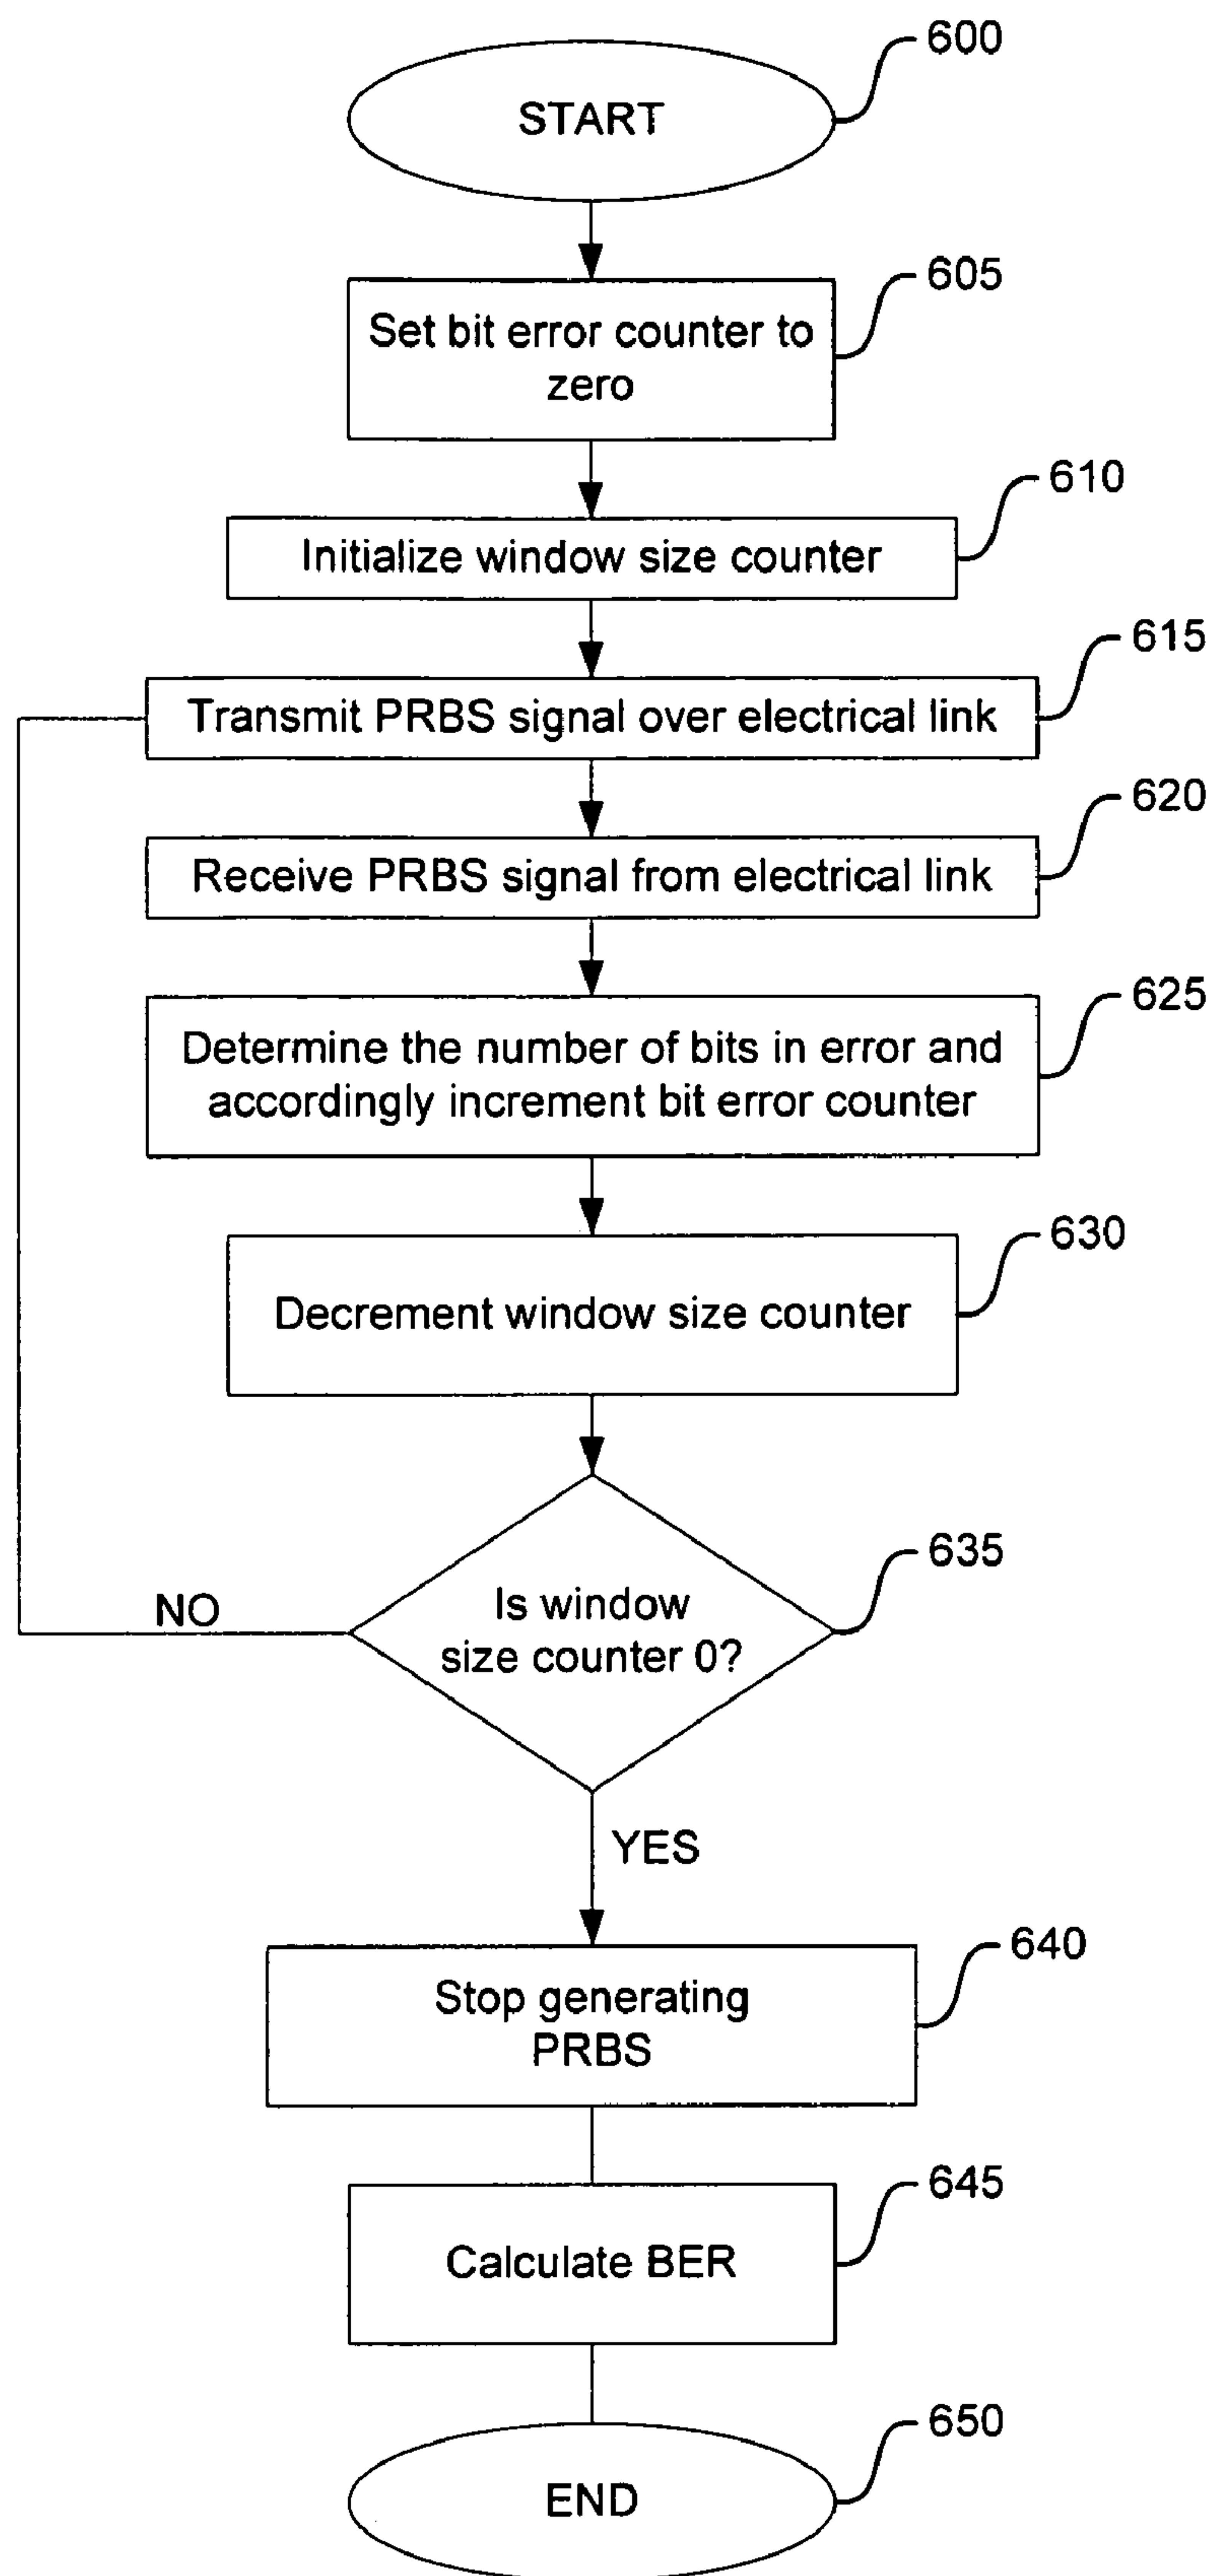 600
START
605
Set bit error counter to
zero
610
Initialize window size counter
615
Transmit PRBS signal over electrical link
620
Receive PRBS signal from electrical link
625
Determine the number of bits in error and
accordingly increment bit error counter
630
Decrement window size counter
635
Is window
size counter 0?
NO
YES
640
Stop generating
PRBS
645
Calculate BER
650
END